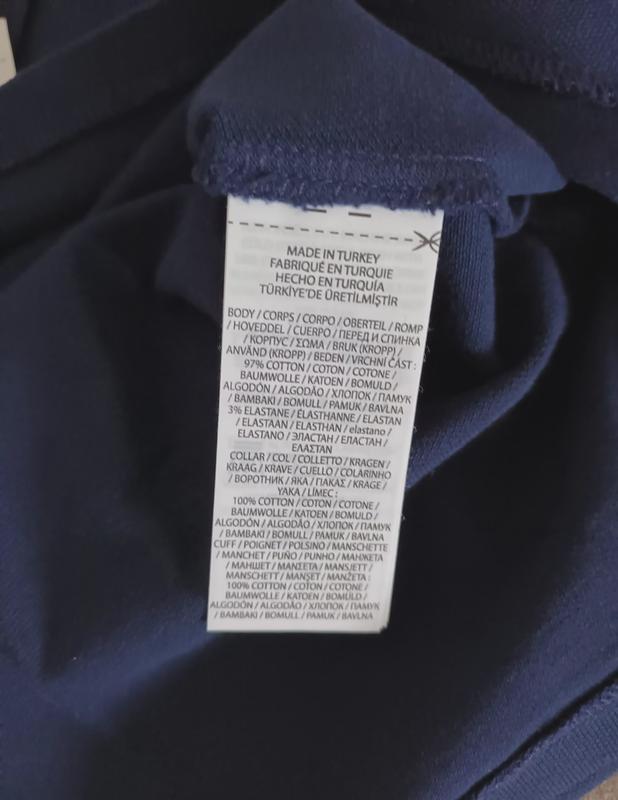 MADE IN TURKEY
FABRIQUÉ EN TURQUIE
HECHO EN TURQUÍA
TÜRKİYE'DE ÜRETİLMİŞTİR
BODY / CORPS / CORPO / OBERTEIL / ROMP
/ HOVEDDEL / CUERPO / ПЕРЕД И СПИНКА
/ КОРПУС / ΣΩΜΑ / BRUK (KROPP) /
ANVÄND (KROPP) / BEDEN / VRCHNÍ ČÁST :
97% COTTON / COTON / COTONE /
BAUMWOLLE / KATOEN / BOMULD /
ALGODÓN / ALGODÃO / ХЛОПОК / ПАМУК
/ BAMBAKI / BOMULL / PAMUK / BAVLNA
3% ELASTANE / ÉLASTHANNE / ELASTAN
/ ELASTAAN / ELASTHAN / elastano /
ELASTANO / ЭЛАСТАН / ЕЛАСТАН /
ΕΛΑΣΤΑΝ
COLLAR / COL / COLLETTO / KRAGEN /
KRAAG / KRAVE / CUELLO / COLARINHO
/ ВОРОТНИК / ЯКА / ΓΙΑΚΑΣ / KRAGE /
YAKA / LÍMEC :
100% COTTON / COTON / COTONE /
BAUMWOLLE / KATOEN / BOMULD /
ALGODÓN / ALGODÃO / ХЛОПОК / ПАМУК
/ BAMBAKI / BOMULL / PAMUK / BAVLNA
CUFF / POIGNET / POLSINO / MANSCHETTE
/ MANCHET / PUÑO / PUNHO / МАНЖЕТА
/ МАНШЕТ / ΜΑΝΣΕΤΑ / MANSJETT /
MANSCHETT / MANŞET / MANŽETA :
100% COTTON / COTON / COTONE /
BAUMWOLLE / KATOEN / BOMULD /
ALGODÓN / ALGODÃO / ХЛОПОК / ПАМУК
/ BAMBAKI / BOMULL / PAMUK / BAVLNA